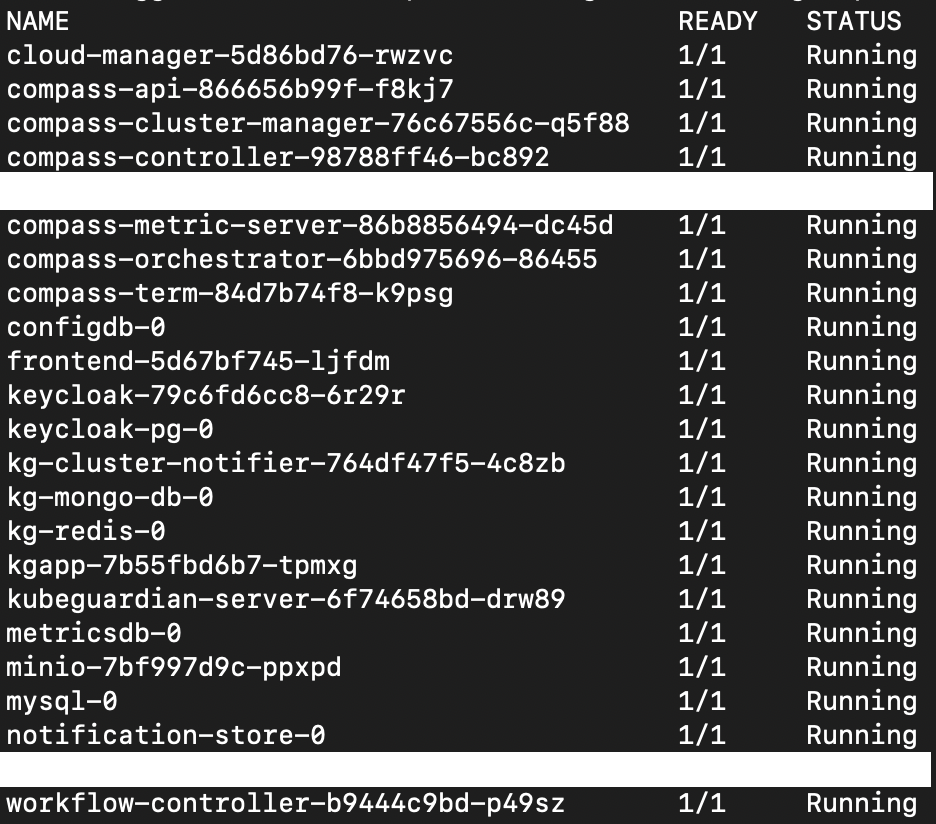 NAME READY STATUS
cloud-manager-5d86bd76-rwzvc 1/1 Running
compass-api-866656b99f-f8kj7 1/1 Running
compass-cluster-manager-76c67556c-q5f88 1/1 Running
compass-controller-98788ff46-bc892 1/1 Running
compass-metric-server-86b8856494-dc45d 1/1 Running
compass-orchestrator-6bbd975696-86455 1/1 Running
compass-term-84d7b74f8-k9psg 1/1 Running
configdb-0 1/1 Running
frontend-5d67bf745-ljfdm 1/1 Running
keycloak-79c6fd6cc8-6r29r 1/1 Running
keycloak-pg-0 1/1 Running
kg-cluster-notifier-764df47f5-4c8zb 1/1 Running
kg-mongo-db-0 1/1 Running
kg-redis-0 1/1 Running
kgapp-7b55fbd6b7-tpmxg 1/1 Running
kubeguardian-server-6f74658bd-drw89 1/1 Running
metricsdb-0 1/1 Running
minio-7bf997d9c-ppxpd 1/1 Running
mysql-0 1/1 Running
notification-store-0 1/1 Running
workflow-controller-b9444c9bd-p49sz 1/1 Running